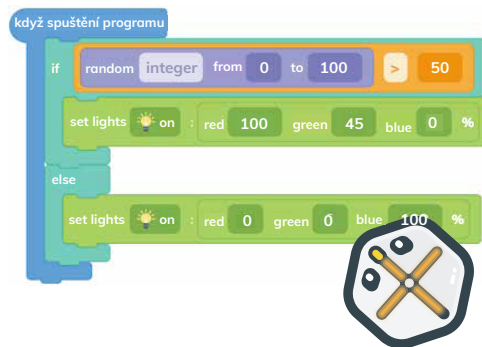 když spuštění programu
if random integer from 0 to 100 > 50
set lights on : red 100 green 45 blue 0 %
else
set lights on : red 0 green 0 blue 100 %